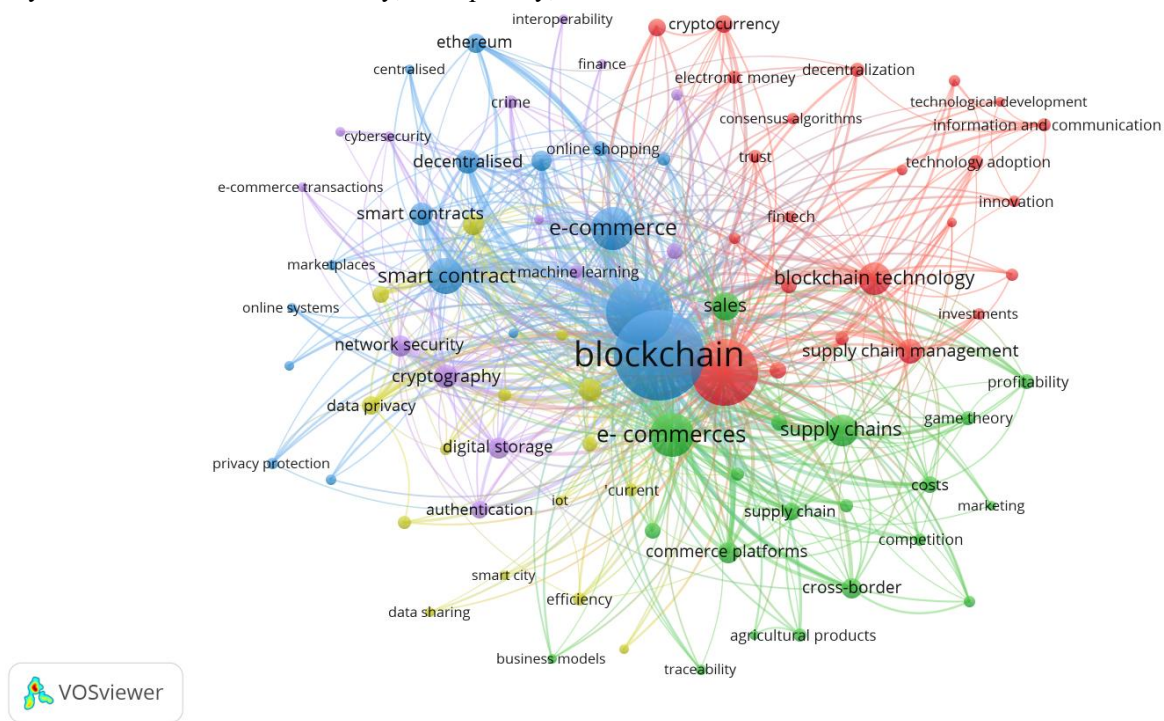 interoperability
cryptocurrency
ethereum
finance
centralised
electronic money
decentralization
crime
technological development
consensus algorithms
information and communication
cybersecurity
online shopping
decentralised
trust
technology adoption
e-commerce transactions
innovation
smart contracts
fintech
e-commerce
marketplaces
smart contract
machine learning
blockchain technology
online systems
sales
investments
network security
blockchain
supply chain management
cryptography
profitability
data privacy
game theory
e- commerces
supply chains
digital storage
privacy protection
costs
'current
iot
authentication
supply chain
marketing
commerce platforms
competition
smart city
cross-border
efficiency
data sharing
agricultural products
business models
traceability
VOSviewer